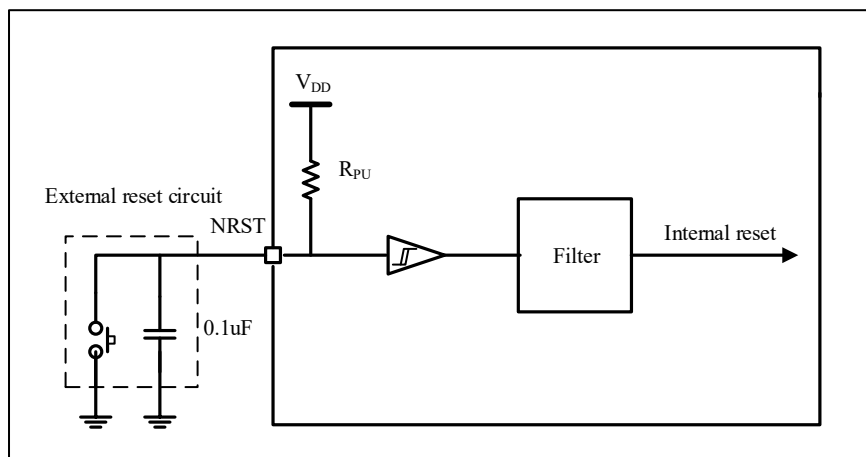 VDD
RPU
External reset circuit
NRST
Filter
Internal reset
0.1uF